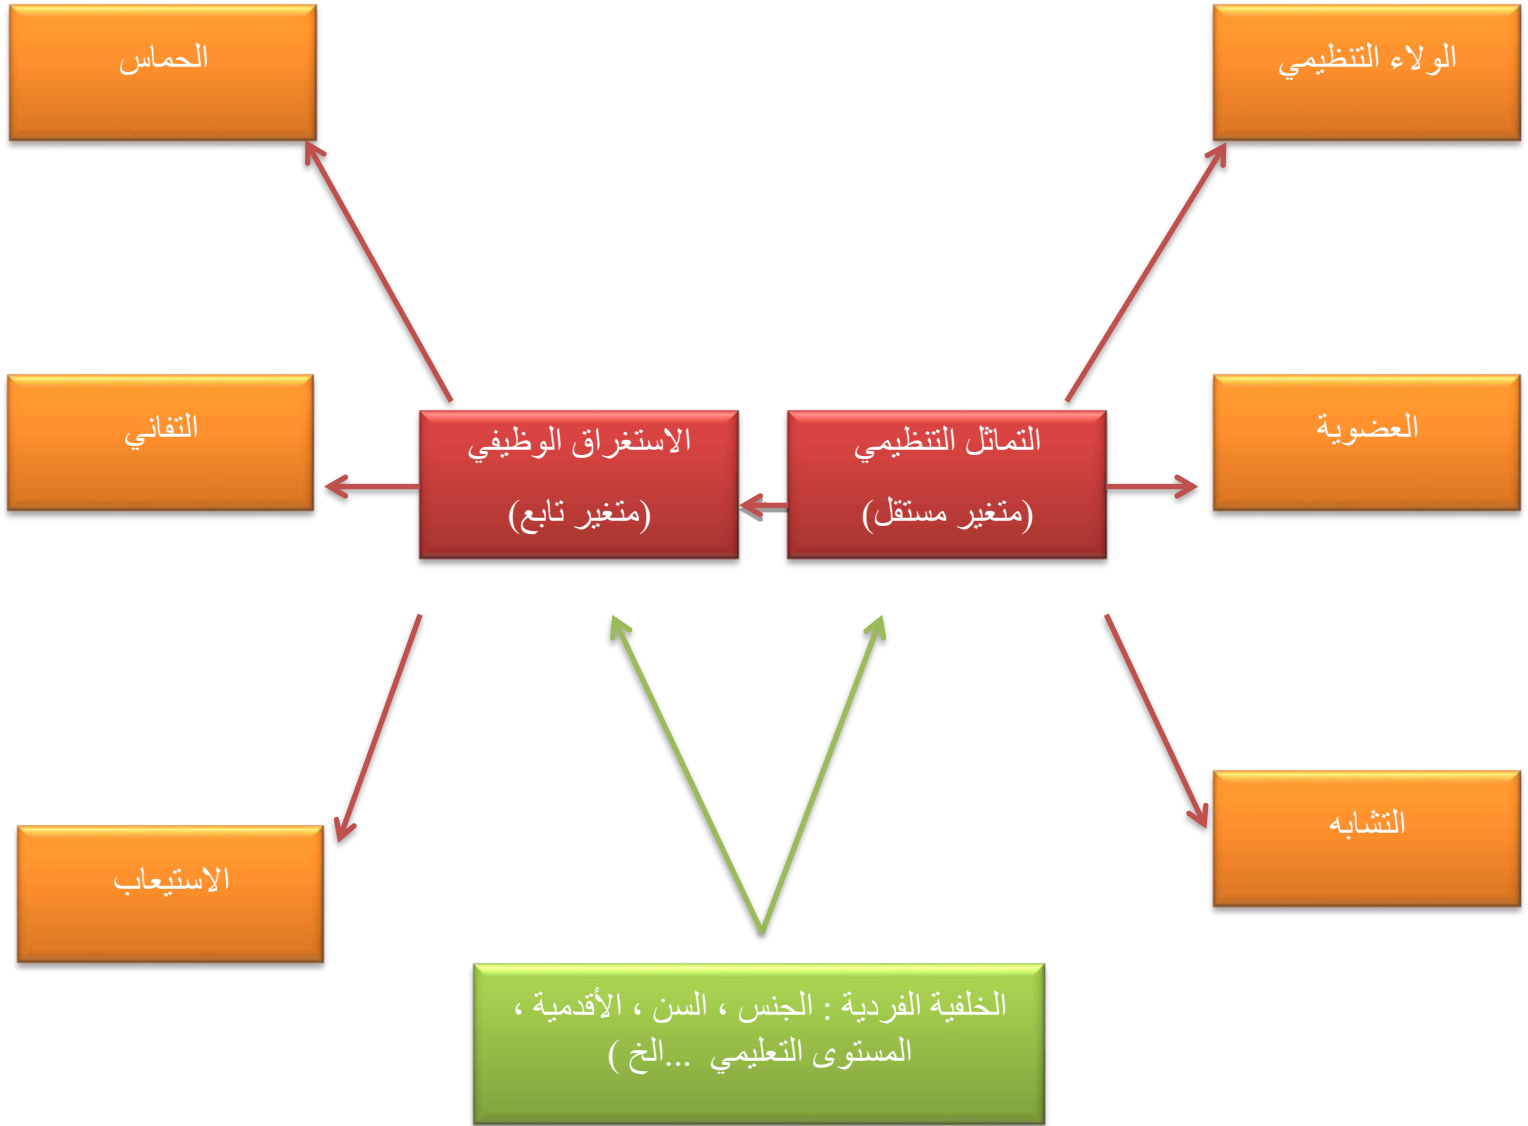 الولاء التنظيمي
الحماس
العضوية
التماثل التنظيمي
(متغير مستقل)
الاستغراق الوظيفي
(متغير تابع)
التفاني
التشابه
الاستيعاب
الخلفية الفردية : الجنس ، السن ، الأقدمية ،
المستوى التعليمي ...الخ )